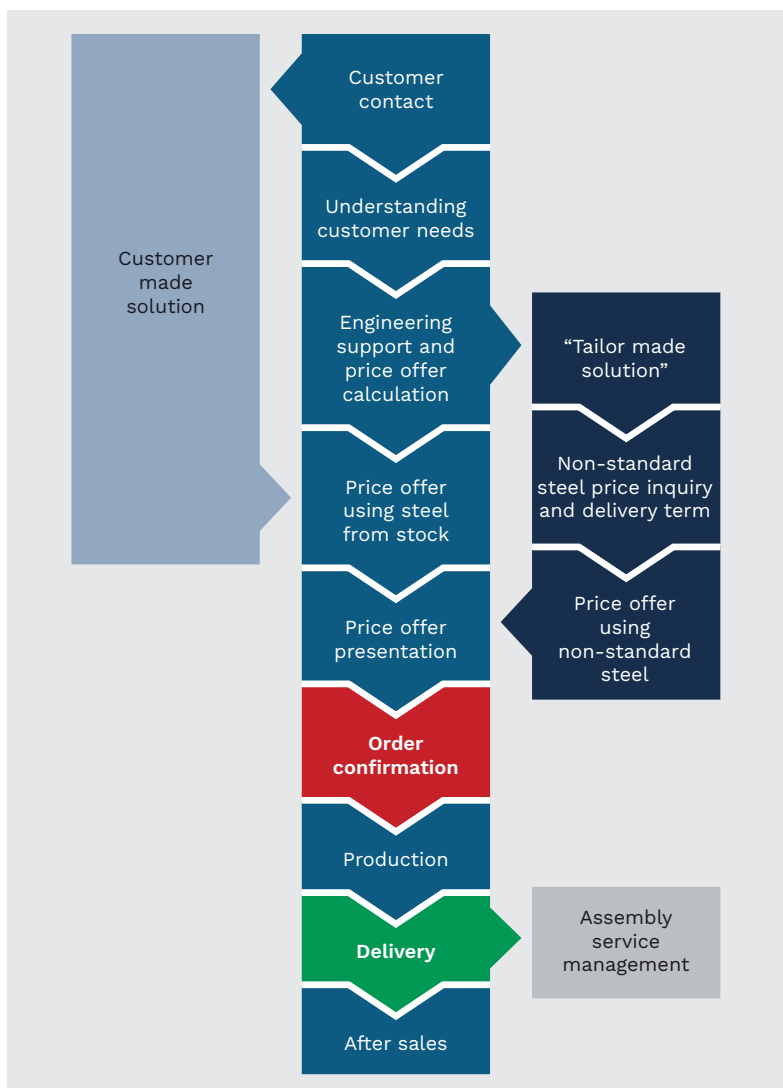 Customer
contact
Understanding
customer needs
Customer
made
solution
Engineering
support and
price offer
calculation
“Tailor made
solution”
Non-standard
steel price inquiry
and delivery term
Price offer
using steel
from stock
Price offer
presentation
Price offer
using
non-standard
steel
Order
confirmation
Production
Delivery
Assembly
service
management
After sales